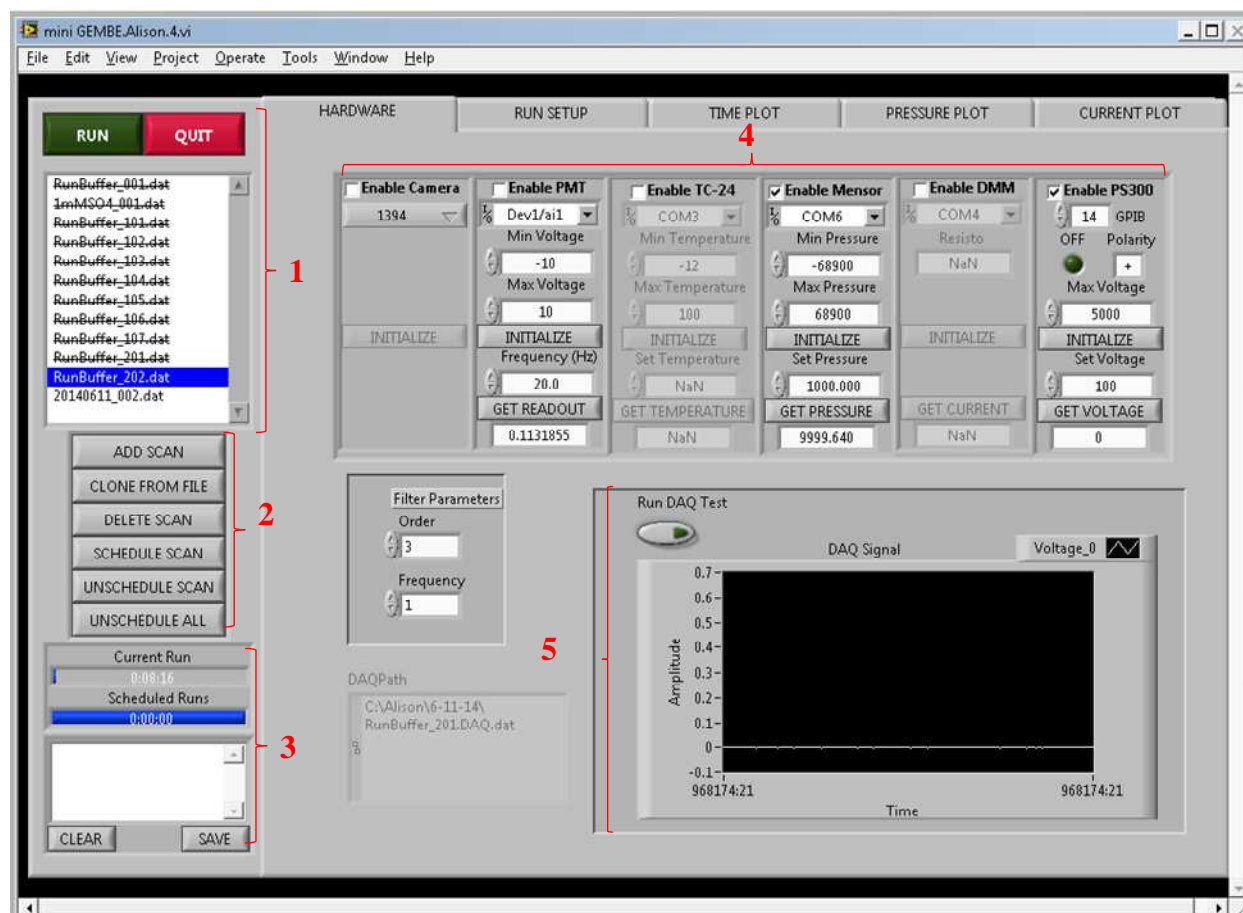 mini GEMBE.Alison.4.vi
File Edit View Project Operate Tools Window Help
RUN QUIT
RunBuffer_001.dat
1mMSO4_001.dat
RunBuffer_101.dat
RunBuffer_102.dat
RunBuffer_103.dat
RunBuffer_104.dat
RunBuffer_105.dat
RunBuffer_106.dat
RunBuffer_107.dat
RunBuffer_201.dat
RunBuffer_202.dat
20140611_002.dat
1
ADD SCAN
CLONE FROM FILE
DELETE SCAN
SCHEDULE SCAN
UNSCHEDULE SCAN
UNSCHEDULE ALL
2
Current Run
0:08:16
Scheduled Runs
0:00:00
3
CLEAR SAVE
HARDWARE RUN SETUP TIME PLOT PRESSURE PLOT CURRENT PLOT
4
Enable Camera
1394
INITIALIZE
Enable PMT
Dev1/ai1
Min Voltage
-10
Max Voltage
10
INITIALIZE
Frequency (Hz)
20.0
GET READOUT
0.1131855
Enable TC-24
COM3
Min Temperature
-12
Max Temperature
100
INITIALIZE
Set Temperature
NaN
GET TEMPERATURE
NaN
Enable Mensor
COM6
Min Pressure
-68900
Max Pressure
68900
INITIALIZE
Set Pressure
1000.000
GET PRESSURE
9999.640
Enable DMM
COM4
Resisto
NaN
INITIALIZE
GET CURRENT
NaN
Enable PS300
14 GPIB
OFF Polarity
+
Max Voltage
5000
INITIALIZE
Set Voltage
100
GET VOLTAGE
0
Filter Parameters
Order
3
Frequency
1
DAQPath
C:\Alison\6-11-14\
RunBuffer_201.DAQ.dat
5
Run DAQ Test
DAQ Signal
Voltage_0
Amplitude
0.7
0.6
0.5
0.4
0.3
0.2
0.1
0
-0.1
968174:21 968174:21
Time